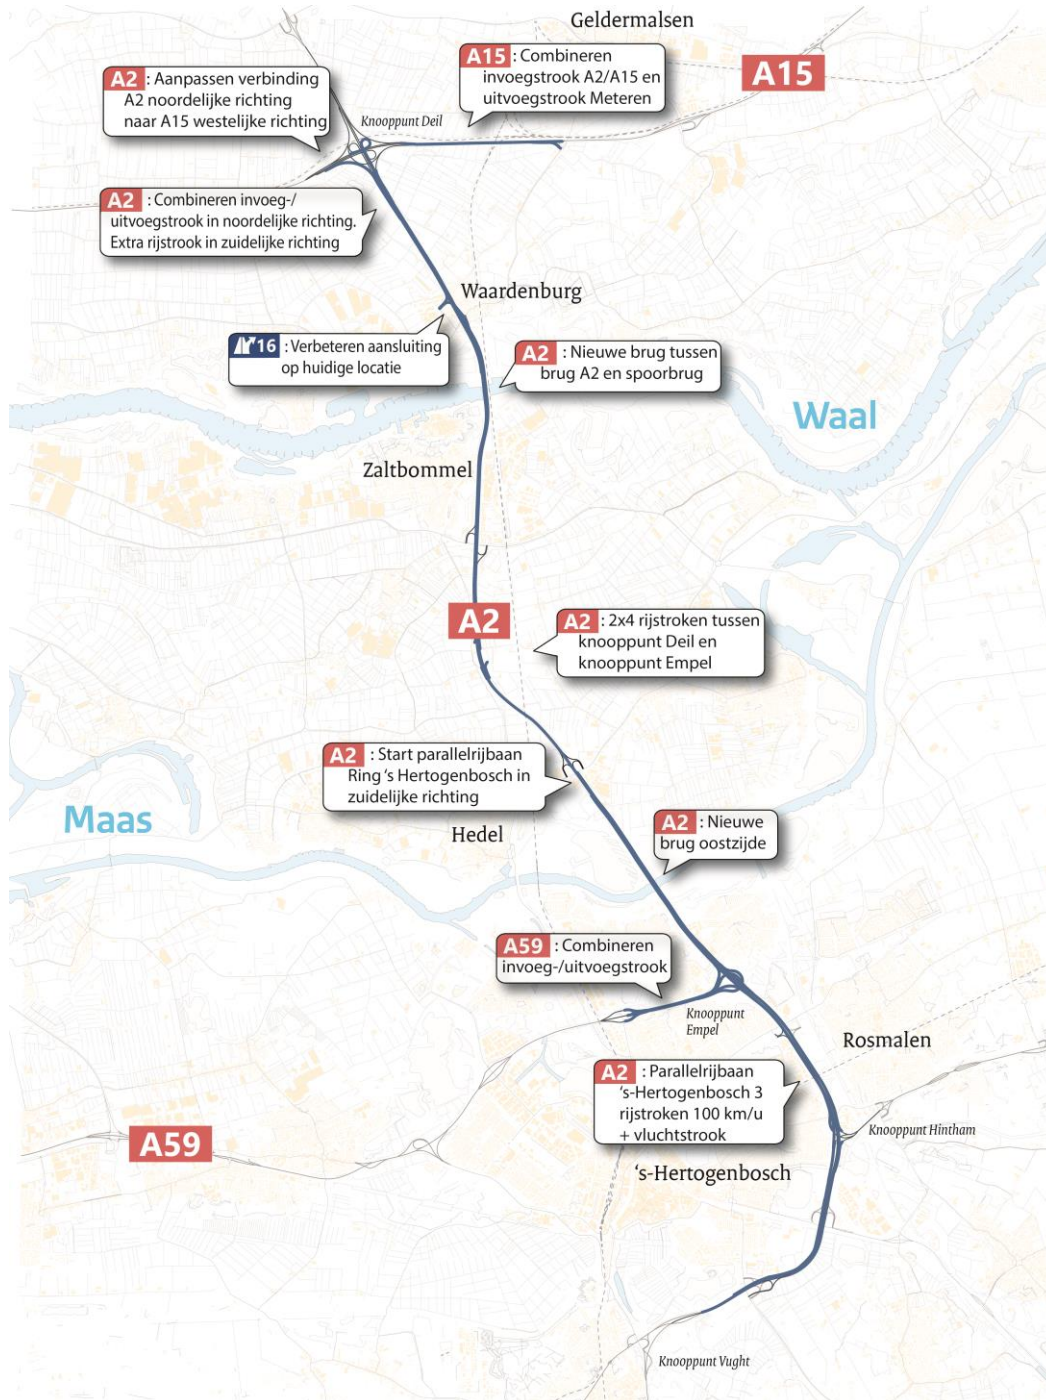 Geldermalsen
A2 : Aanpassen verbinding
A2 noordelijke richting
naar A15 westelijke richting
A15 : Combineren
invoegstrook A2/A15 en
uitvoegstrook Meteren
A15
Knooppunt Deil
A2 : Combineren invoeg-/
uitvoegstrook in noordelijke richting.
Extra rijstrook in zuidelijke richting
Waardenburg
16 : Verbeteren aansluiting
op huidige locatie
A2 : Nieuwe brug tussen
brug A2 en spoorbrug
Waal
Zaltbommel
A2
A2 : 2x4 rijstroken tussen
knooppunt Deil en
knooppunt Empel
A2 : Start parallelrijbaan
Ring ‘s Hertogenbosch in
zuidelijke richting
Maas
Hedel
A2 : Nieuwe
brug oostzijde
A59 : Combineren
invoeg-/uitvoegstrook
Knooppunt
Empel
Rosmalen
A2 : Parallelrijbaan
‘s-Hertogenbosch 3
rijstroken 100 km/u
+ vluchtstrook
Knooppunt Hintham
A59
‘s-Hertogenbosch
Knooppunt Vught